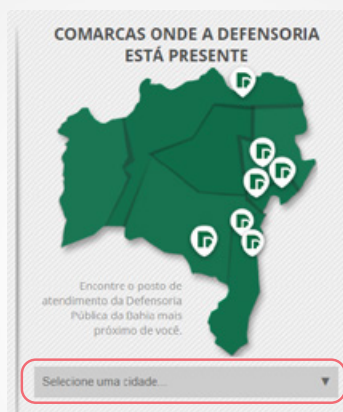 COMARCAS ONDE A DEFENSORIA
ESTÁ PRESENTE
Encontre o posto de
atendimento da Defensoria
Pública da Bahia mais
próximo de você.
Selecione uma cidade...